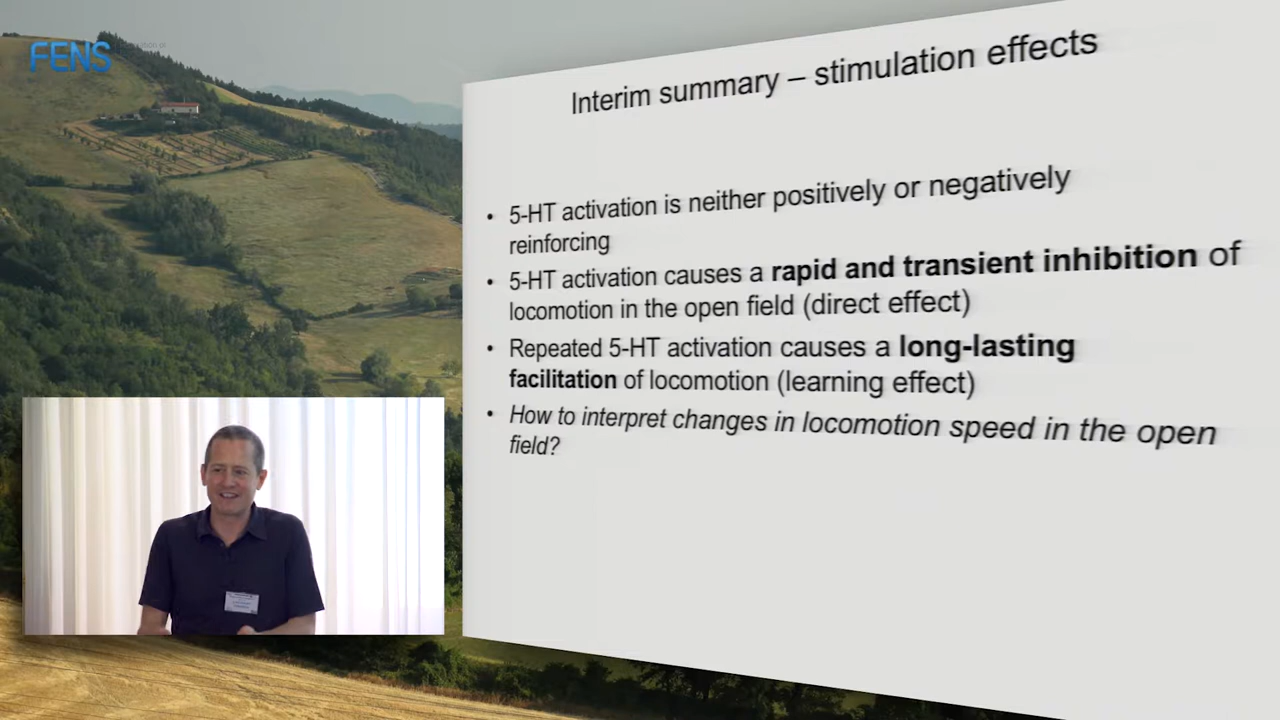 FENS
Interim summary – stimulation effects
• 5-HT activation is neither positively or negatively
reinforcing
• 5-HT activation causes a rapid and transient inhibition of
locomotion in the open field (direct effect)
• Repeated 5-HT activation causes a long-lasting
facilitation of locomotion (learning effect)
• How to interpret changes in locomotion speed in the open
field?